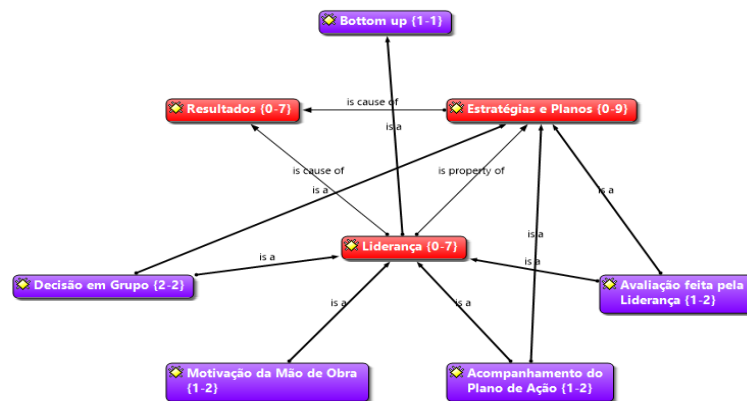 Bottom up {1-1}
Resultados {0-7}
is cause of
Estratégias e Planos {0-9}
is a
is cause of
is property of
is a
is a
Liderança {0-7}
is a
is a
Decisão em Grupo {2-2}
Avaliação feita pela
Liderança {1-2}
is a
is a
is a
Motivação da Mão de Obra
{1-2}
Acompanhamento do
Plano de Ação {1-2}